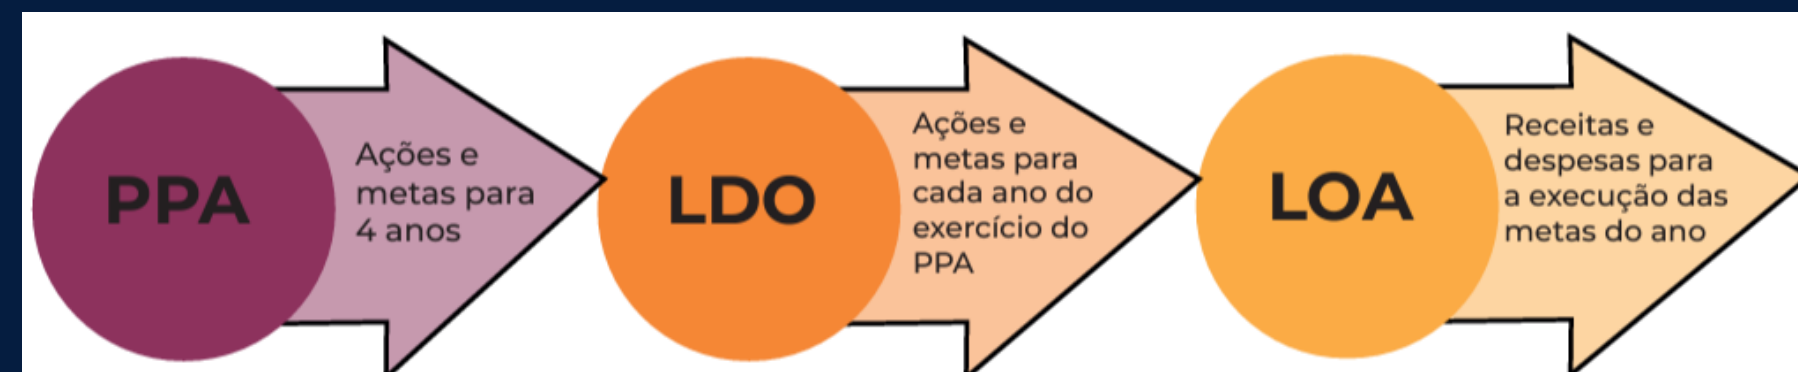 PPA
Ações e
metas para
4 anos
LDO
Ações e
metas para
cada ano do
exercício do
PPA
LOA
Receitas e
despesas para
a execução das
metas do ano